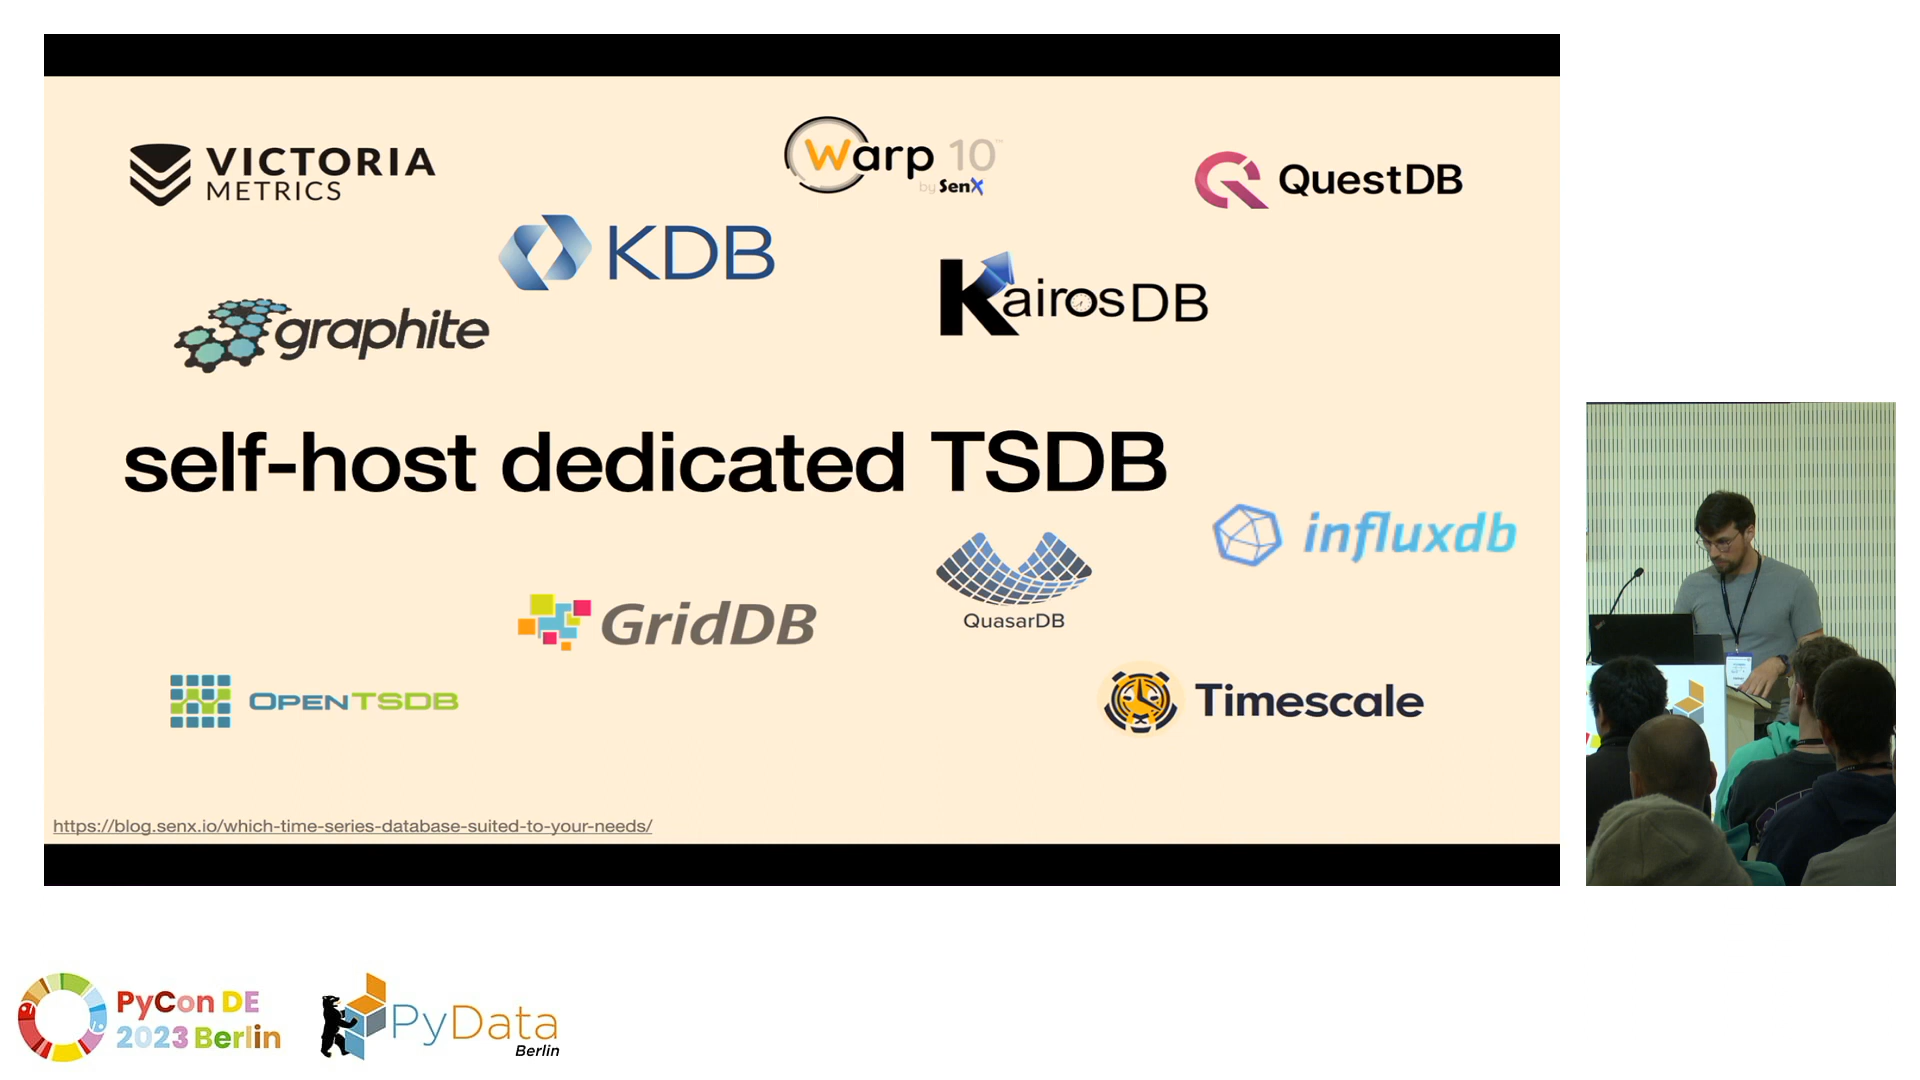 VICTORIA
METRICS
Warp 10™
by SenX
QuestDB
KDB
KairosDB
graphite
self-host dedicated TSDB
influxdb
QuasarDB
GridDB
OPENTSDB
Timescale
https://blog.senx.io/which-time-series-database-suited-to-your-needs/
PyCon DE
2023 Berlin
PyData
Berlin